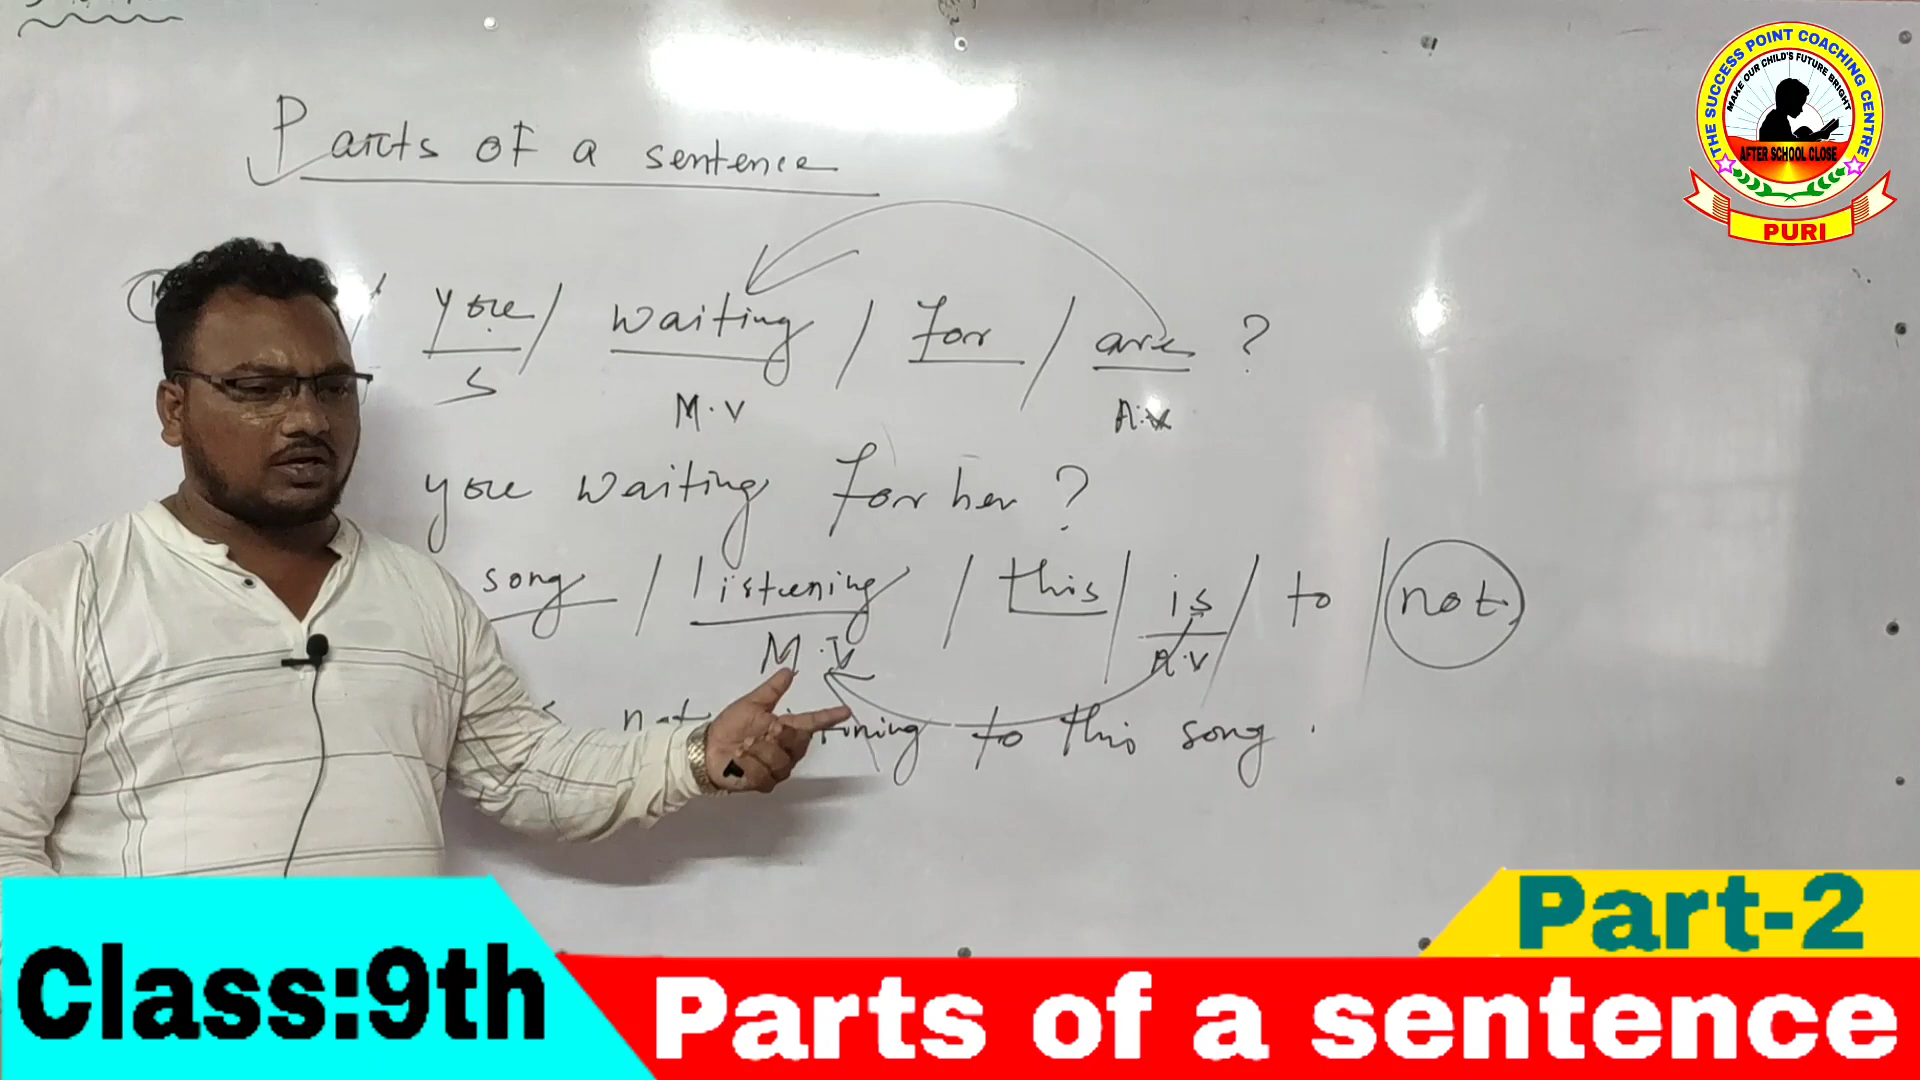 Parts of a sentence
you / waiting / for / are ?
S
M.V
A.V
you waiting for her ?
song / listening / this / is / to / not
M.V
A.V
to this song .
THE SUCCESS POINT COACHING CENTRE
MAKE OUR CHILD'S FUTURE BRIGHT
AFTER SCHOOL CLOSE
PURI
Part-2
Class:9th
Parts of a sentence